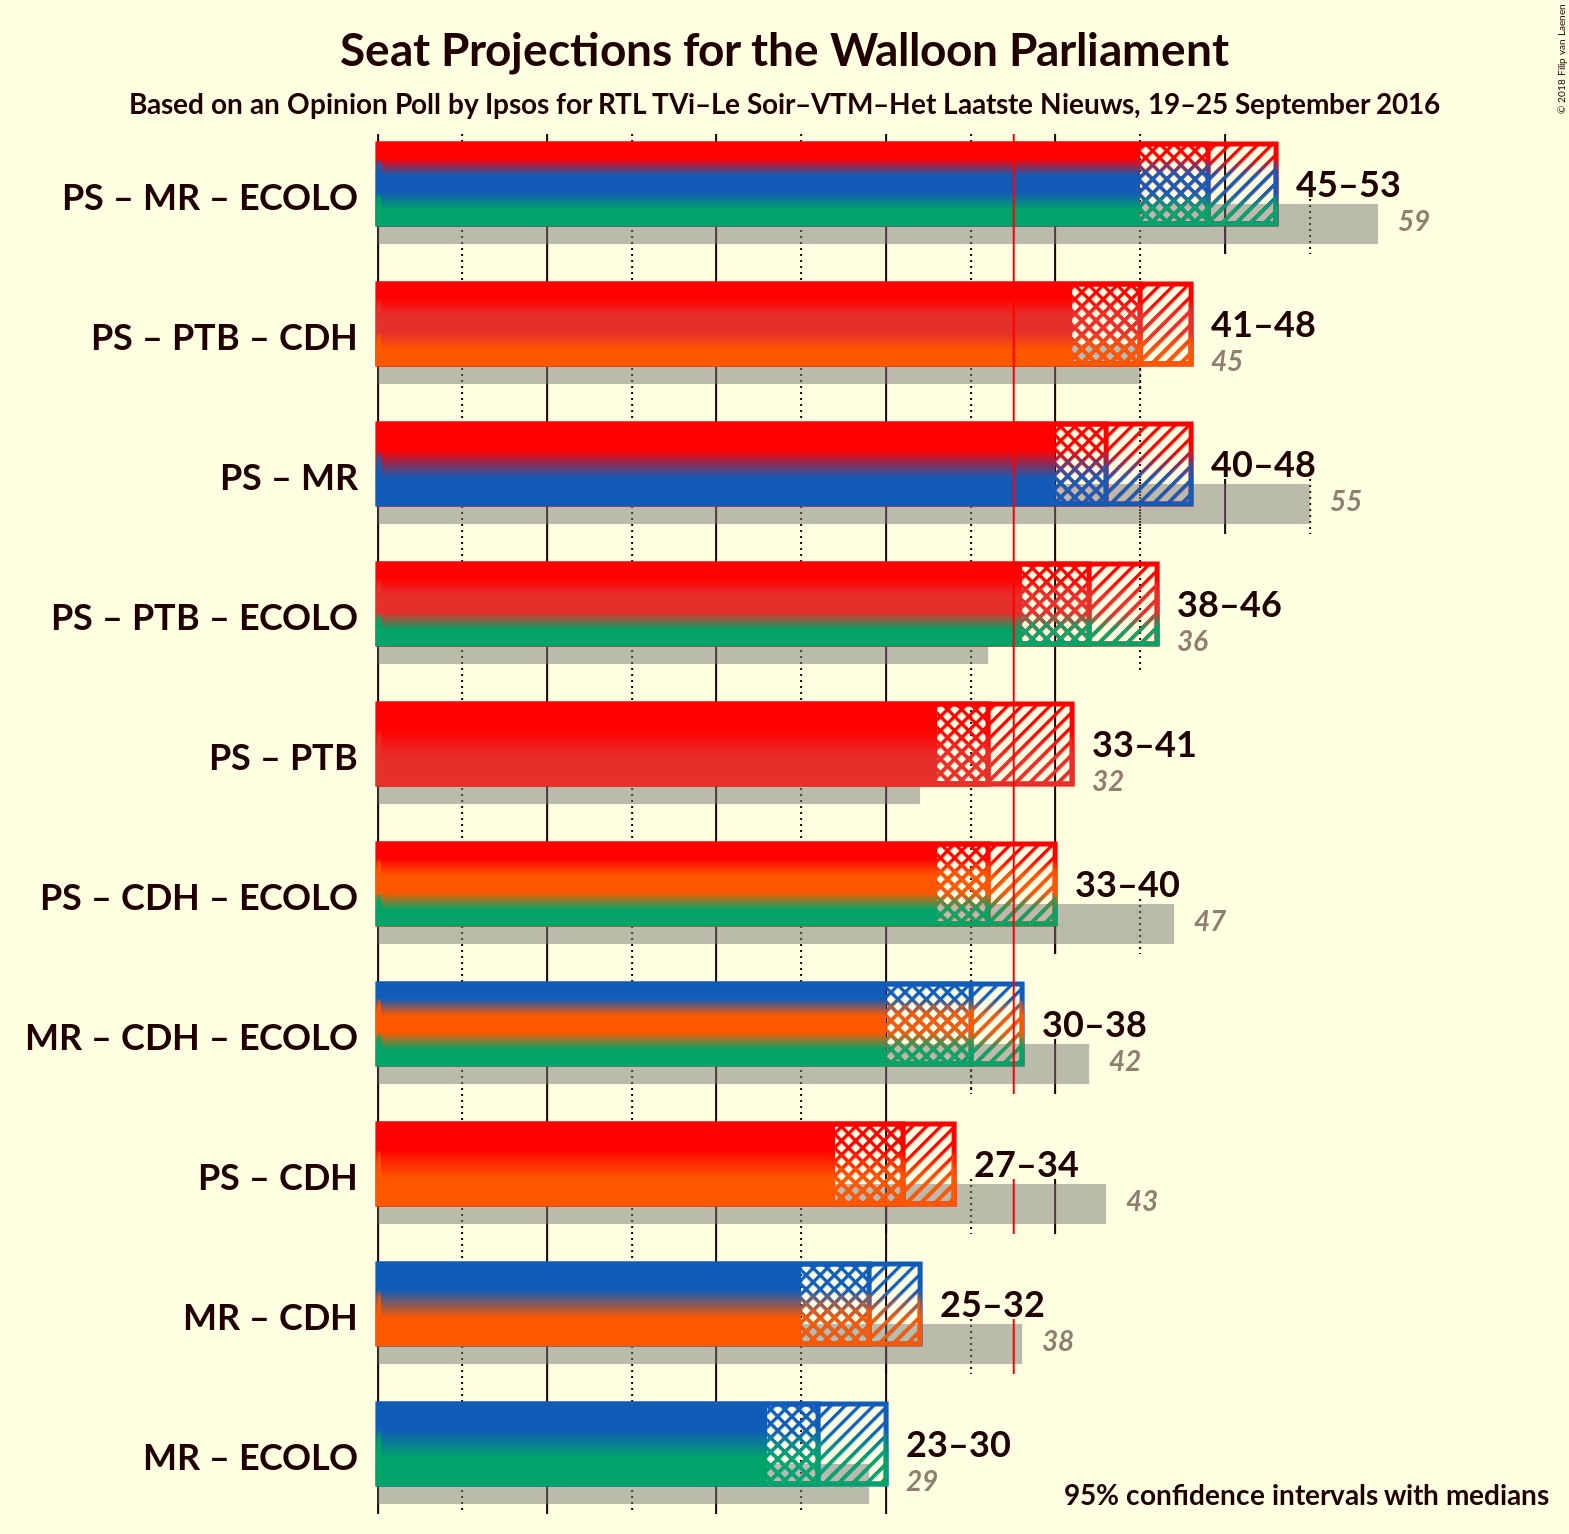 Seat Projections for the Walloon Parliament
Based on an Opinion Poll by Ipsos for RTL TVi–Le Soir–VTM–Het Laatste Nieuws, 19–25 September 2016
© 2018 Filip van Laenen
PS – MR – ECOLO
45–53
59
PS – PTB – CDH
41–48
45
PS – MR
40–48
55
PS – PTB – ECOLO
38–46
36
PS – PTB
33–41
32
PS – CDH – ECOLO
33–40
47
MR – CDH – ECOLO
30–38
42
PS – CDH
27–34
43
MR – CDH
25–32
38
MR – ECOLO
23–30
29
95% confidence intervals with medians